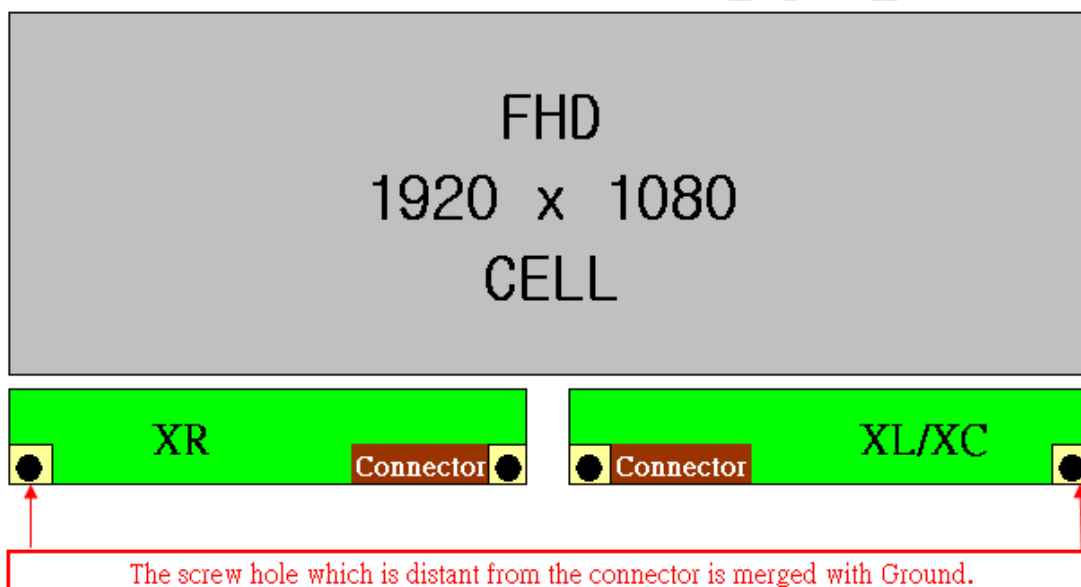 FHD
1920 x 1080
CELL
XR
Connector
Connector
XL/XC
The screw hole which is distant from the connector is merged with Ground.